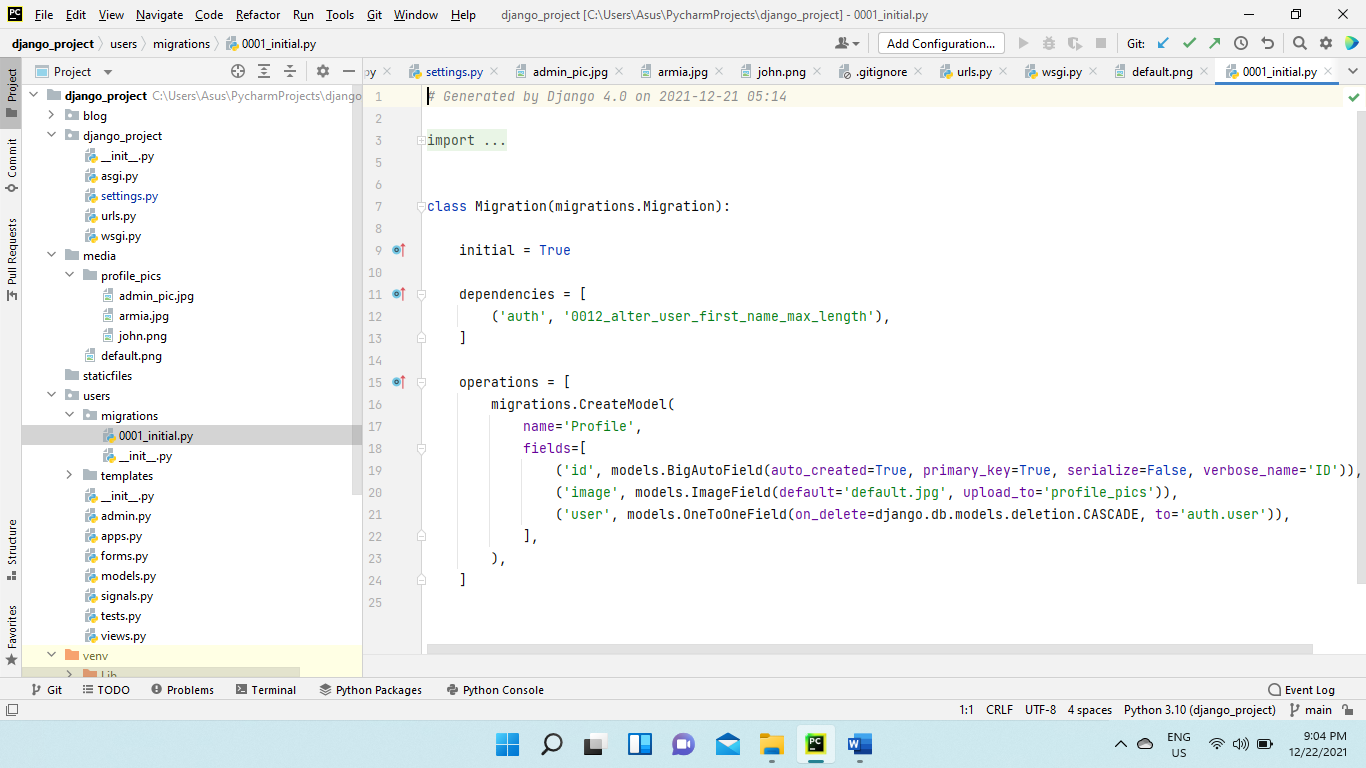 PC File Edit View Navigate Code Refactor Run Tools Git Window Help django_project [C:\Users\Asus\PycharmProjects\django_project] - 0001_initial.py
django_project users migrations 0001_initial.py Add Configuration... Git:
Project py settings.py admin_pic.jpg armia.jpg john.png .gitignore urls.py wsgi.py default.png 0001_initial.py
Project
Commit
Pull Requests
Structure
Favorites
django_project C:\Users\Asus\PycharmProjects\django
blog
django_project
__init__.py
asgi.py
settings.py
urls.py
wsgi.py
media
profile_pics
admin_pic.jpg
armia.jpg
john.png
default.png
staticfiles
users
migrations
0001_initial.py
__init__.py
templates
__init__.py
admin.py
apps.py
forms.py
models.py
signals.py
tests.py
views.py
venv
Lib
1 # Generated by Django 4.0 on 2021-12-21 05:14
2
3 import ...
5
6
7 class Migration(migrations.Migration):
8
9 initial = True
10
11 dependencies = [
12 ('auth', '0012_alter_user_first_name_max_length'),
13 ]
14
15 operations = [
16 migrations.CreateModel(
17 name='Profile',
18 fields=[
19 ('id', models.BigAutoField(auto_created=True, primary_key=True, serialize=False, verbose_name='ID')),
20 ('image', models.ImageField(default='default.jpg', upload_to='profile_pics')),
21 ('user', models.OneToOneField(on_delete=django.db.models.deletion.CASCADE, to='auth.user')),
22 ],
23 ),
24 ]
25
Git TODO Problems Terminal Python Packages Python Console Event Log
1:1 CRLF UTF-8 4 spaces Python 3.10 (django_project) main
PC W ENG 9:04 PM
US 12/22/2021